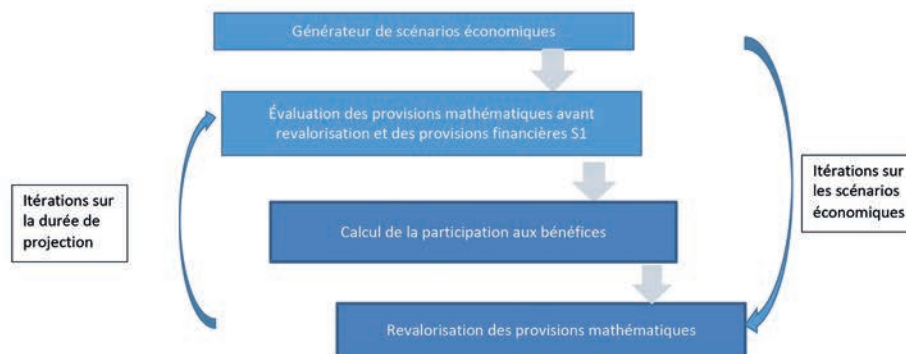 Générateur de scénarios économiques
Évaluation des provisions mathématiques avant
revalorisation et des provisions financières S1
Itérations sur
la durée de
projection
Itérations sur
les scénarios
économiques
Calcul de la participation aux bénéfices
Revalorisation des provisions mathématiques